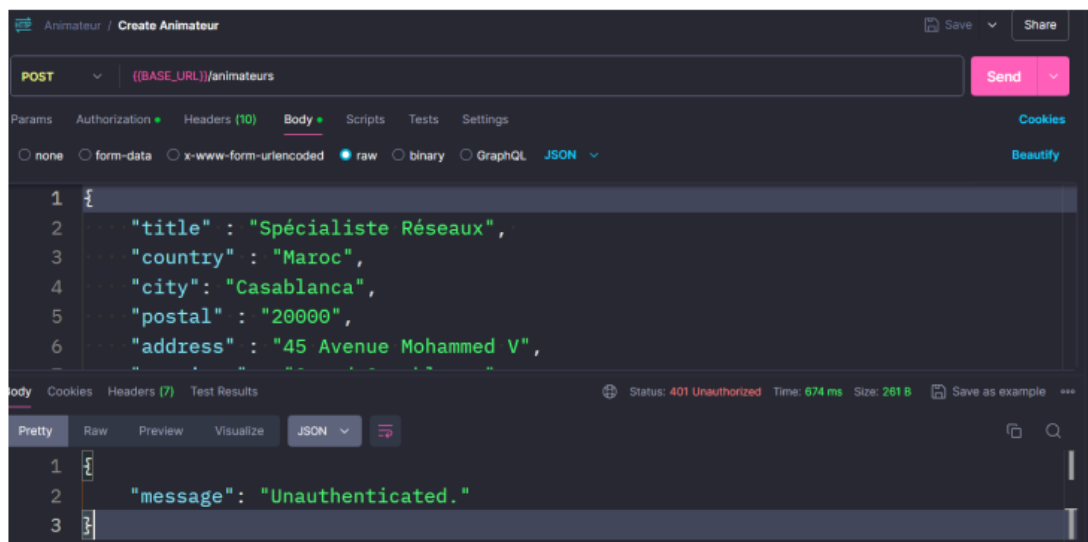 HTTP Animateur / Create Animateur Save Share
POST {{BASE_URL}}/animateurs Send
Params Authorization Headers (10) Body Scripts Tests Settings Cookies
none form-data x-www-form-urlencoded raw binary GraphQL JSON Beautify
1 {
2 "title" : "Spécialiste Réseaux",
3 "country" : "Maroc",
4 "city": "Casablanca",
5 "postal" : "20000",
6 "address" : "45 Avenue Mohammed V",
Body Cookies Headers (7) Test Results Status: 401 Unauthorized Time: 674 ms Size: 261 B Save as example
Pretty Raw Preview Visualize JSON
1 {
2 "message": "Unauthenticated."
3 }